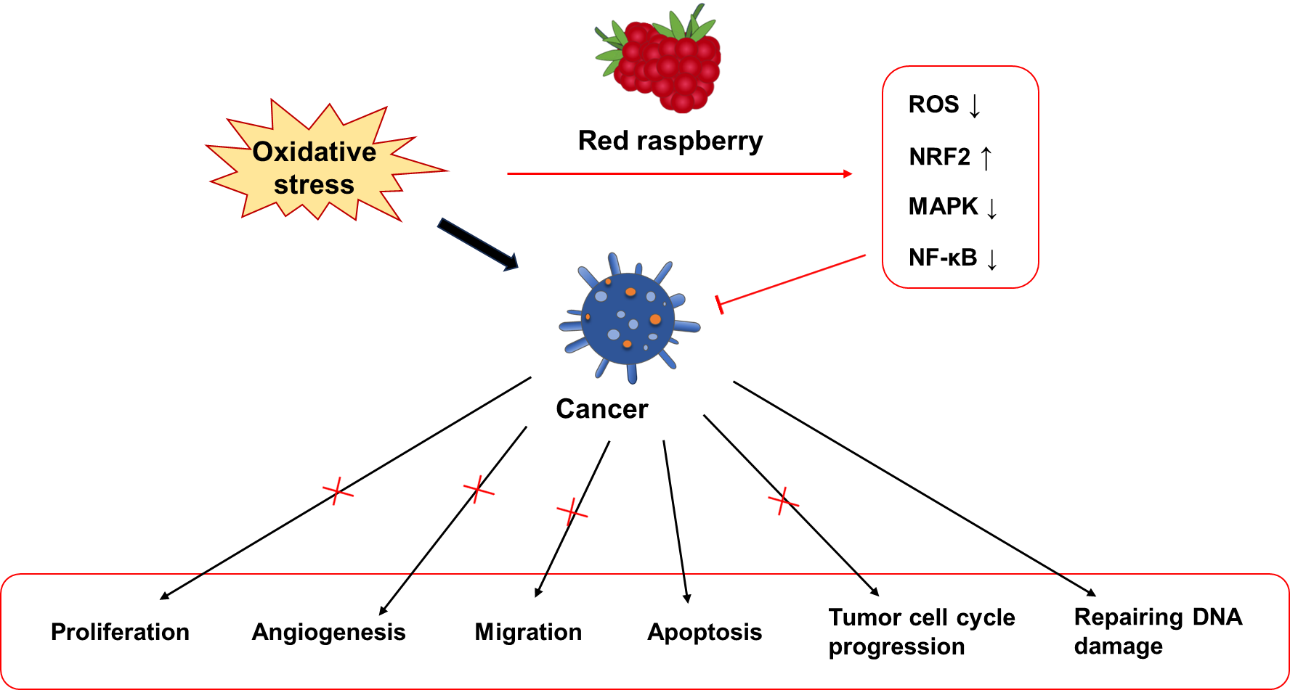 Oxidative
stress
Red raspberry
ROS ↓
NRF2 ↑
MAPK ↓
NF-κB ↓
Cancer
Proliferation
Angiogenesis
Migration
Apoptosis
Tumor cell cycle
progression
Repairing DNA
damage